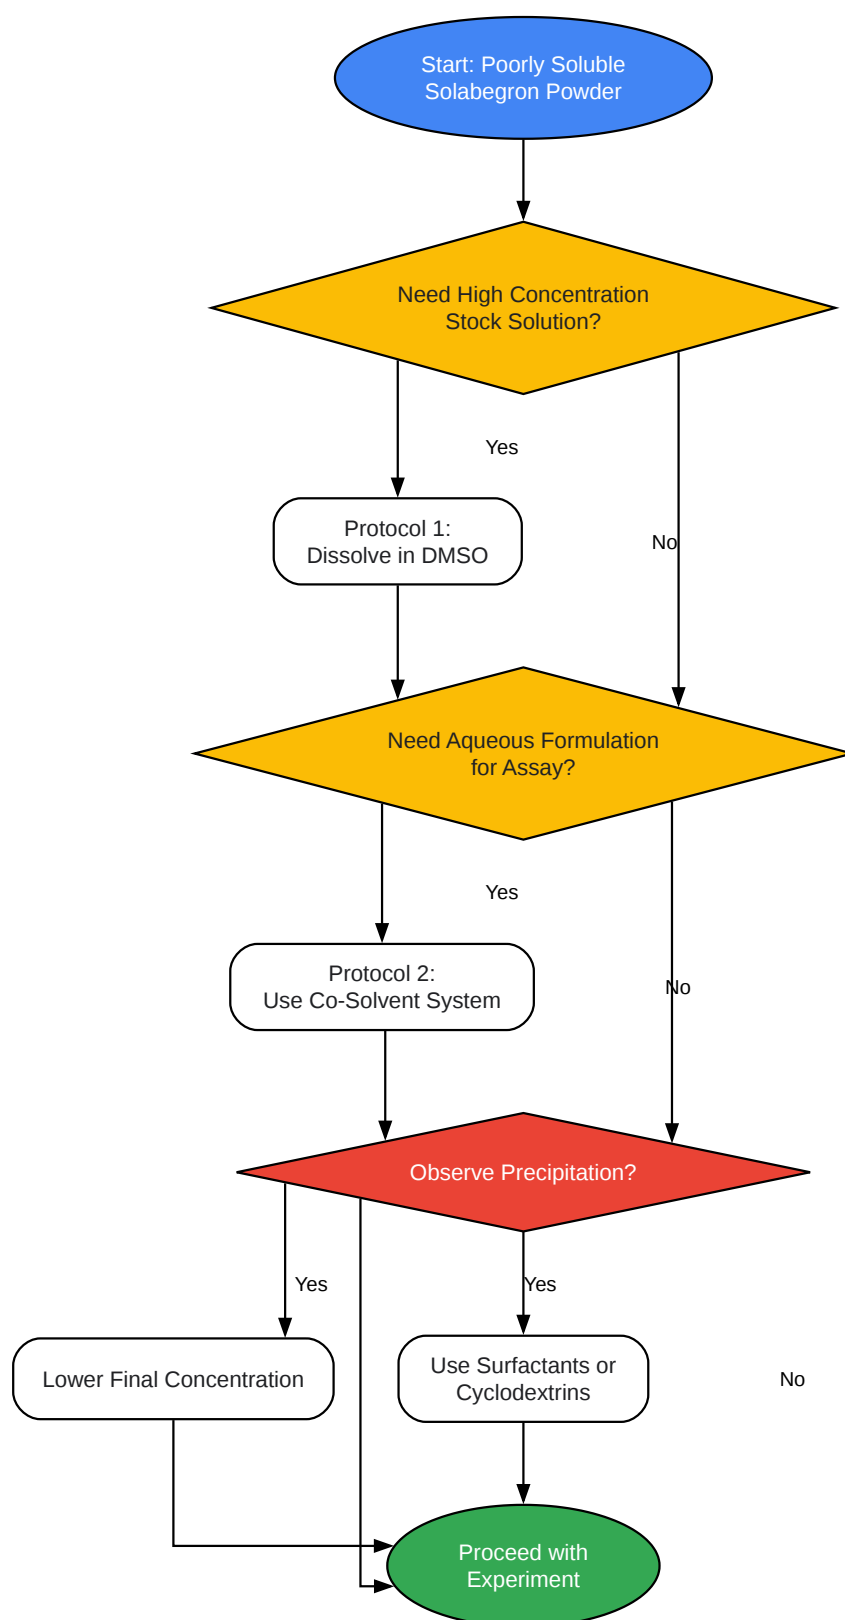 Start: Poorly Soluble
Solabegron Powder
Need High Concentration
Stock Solution?
Yes
Protocol 1:
Dissolve in DMSO
No
Need Aqueous Formulation
for Assay?
Yes
Protocol 2:
Use Co-Solvent System
No
Observe Precipitation?
Yes
Yes
Lower Final Concentration
Use Surfactants or
Cyclodextrins
No
Proceed with
Experiment